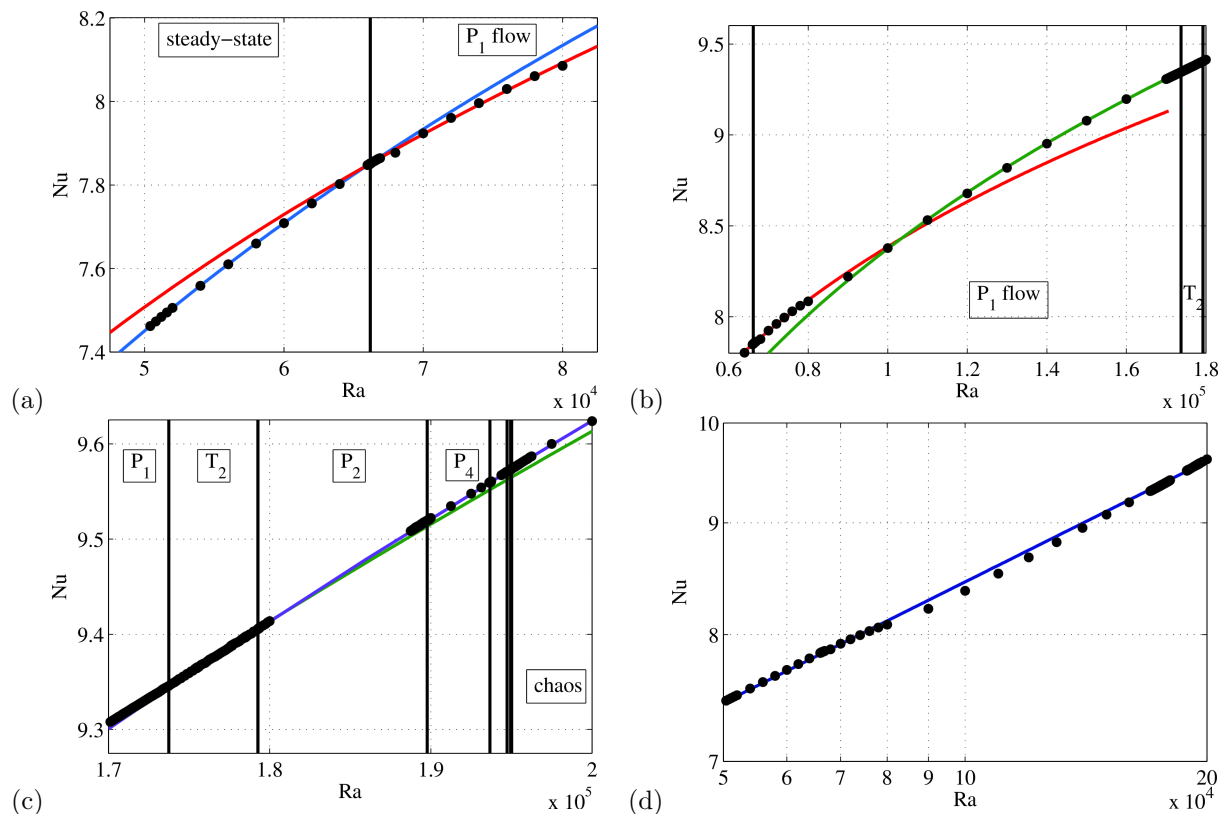 8.2
8
7.8
7.6
7.4
Nu
steady−state
P1 flow
5
6
7
8
Ra
x 10^4
(a)
9.5
9
8.5
8
Nu
P1 flow
T2
0.6
0.8
1
1.2
1.4
1.6
1.8
Ra
x 10^5
(b)
9.6
9.5
9.4
9.3
Nu
P1
T2
P2
P4
chaos
1.7
1.8
1.9
2
Ra
x 10^5
(c)
10
9
8
7
Nu
5
6
7
8
9
10
20
Ra
x 10^4
(d)